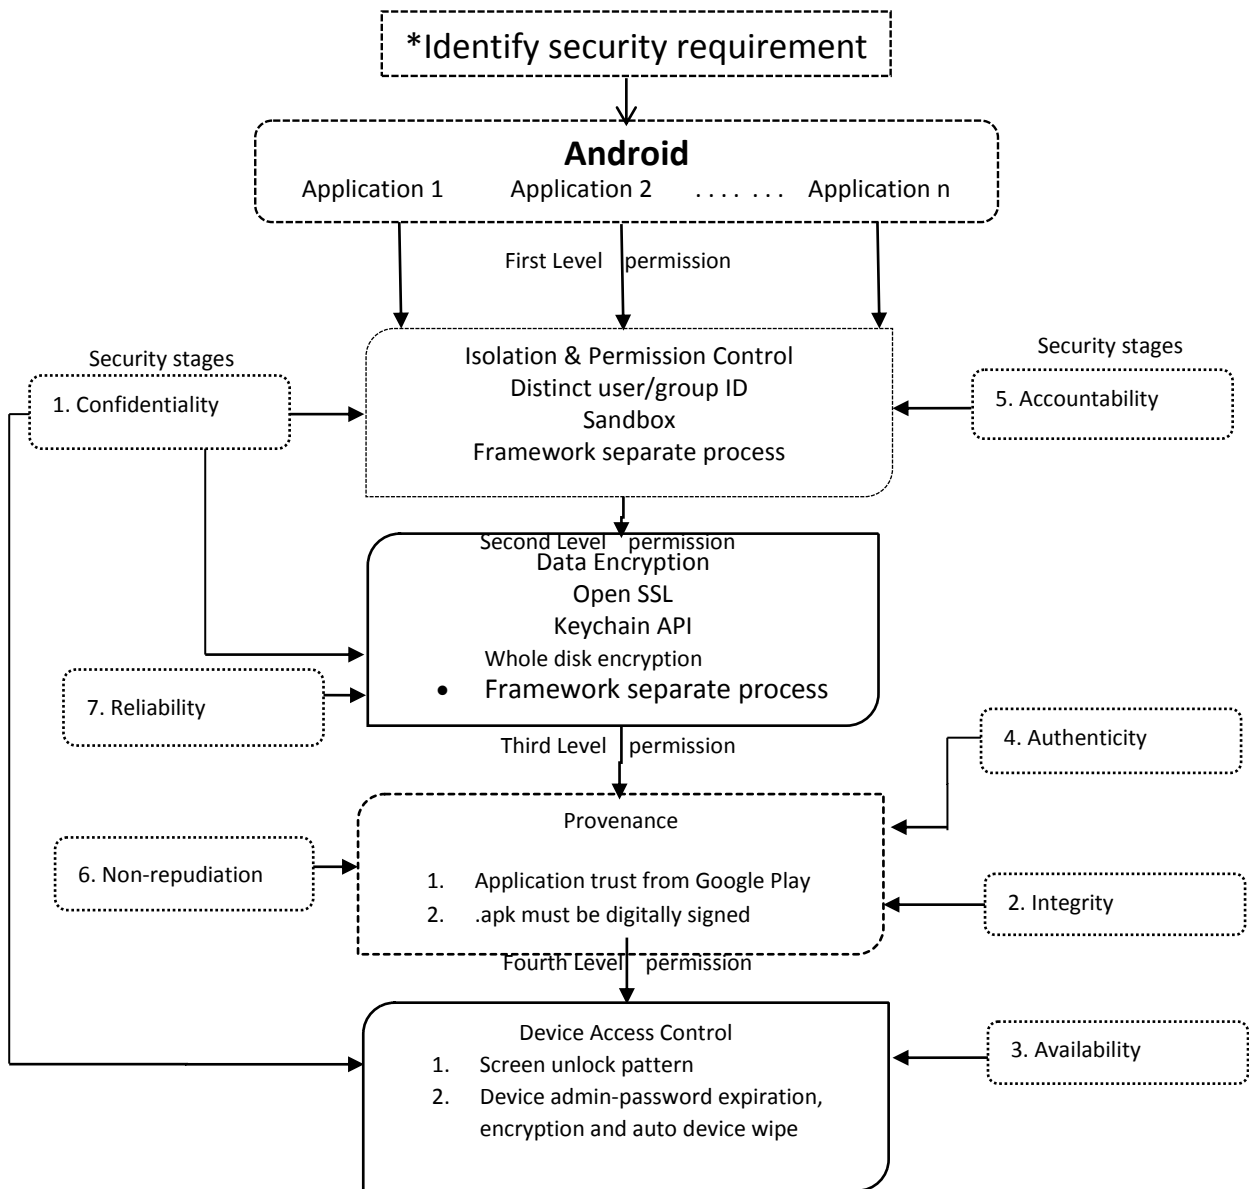 *Identify security requirement
Android
Application 1 Application 2 . . . . . . . Application n
First Level permission
Security stages
Security stages
1. Confidentiality
Isolation & Permission Control
Distinct user/group ID
Sandbox
Framework separate process
5. Accountability
Second Level permission
Data Encryption
Open SSL
Keychain API
Whole disk encryption
• Framework separate process
7. Reliability
Third Level permission
4. Authenticity
Provenance
1. Application trust from Google Play
2. .apk must be digitally signed
6. Non-repudiation
2. Integrity
Fourth Level permission
Device Access Control
1. Screen unlock pattern
2. Device admin-password expiration,
encryption and auto device wipe
3. Availability